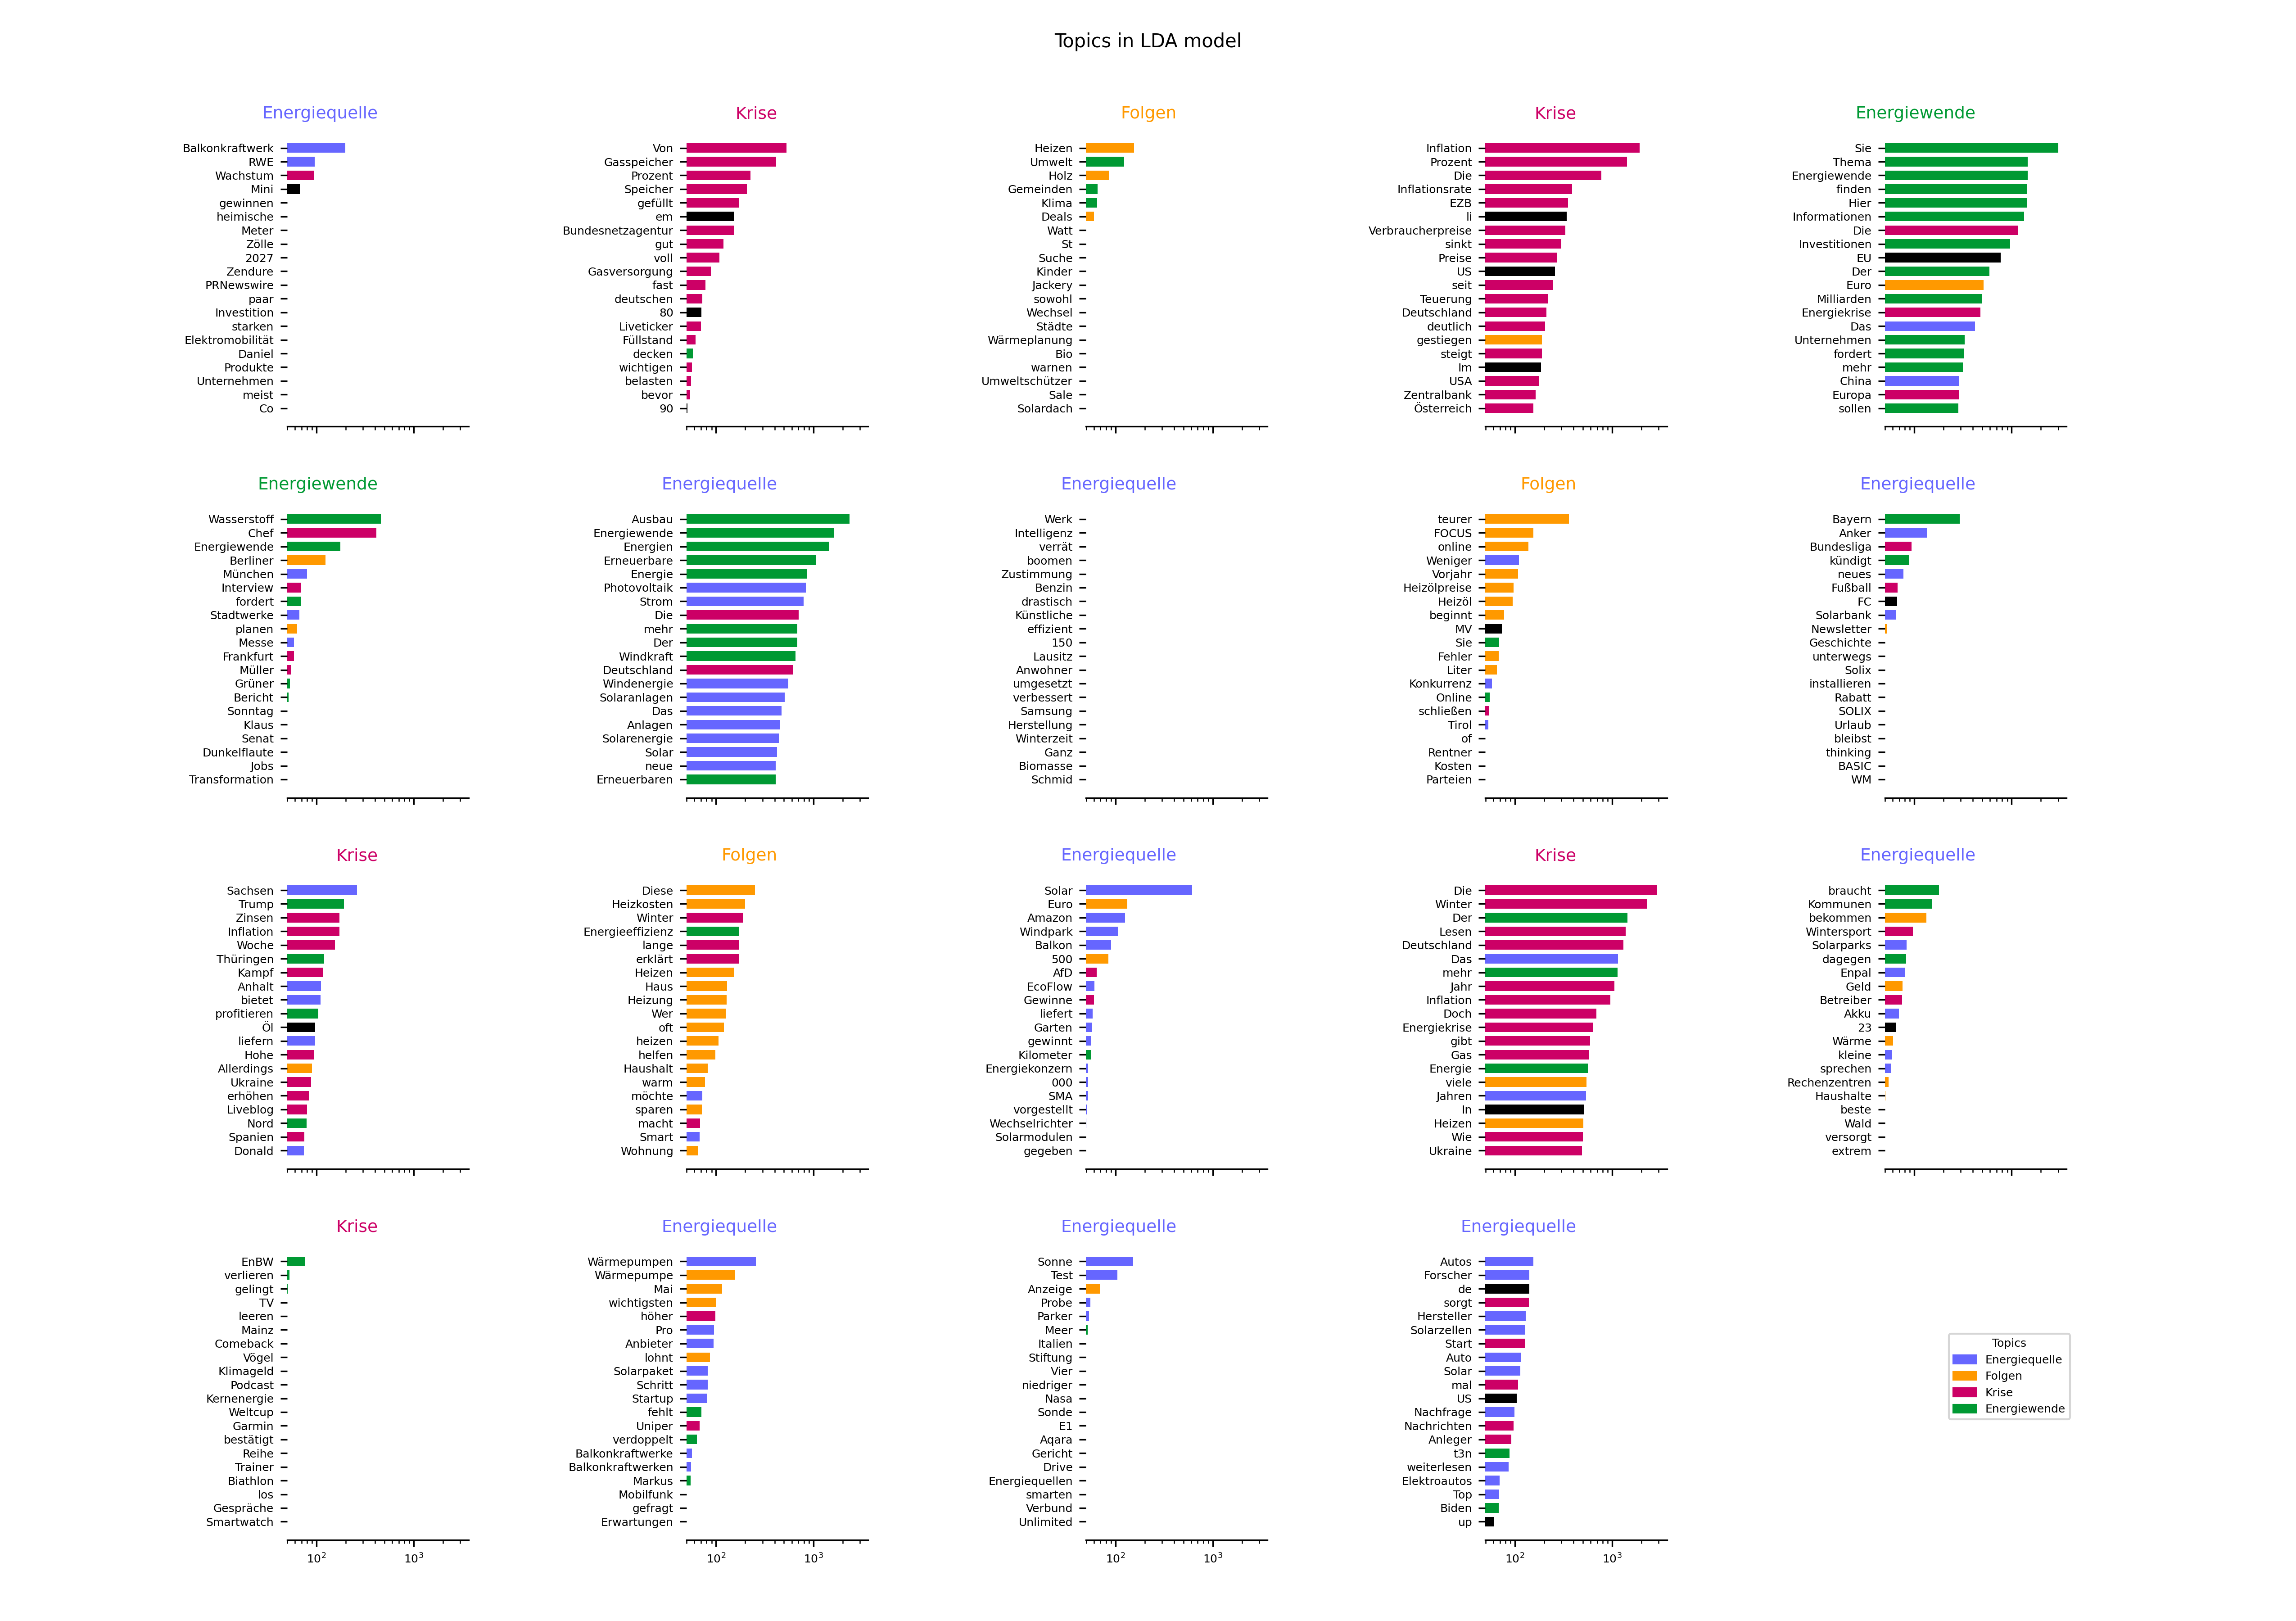 Topics in LDA model
Energiequelle
Balkonkraftwerk
RWE
Wachstum
Mini
gewinnen
heimische
Meter
Zölle
2027
Zendure
PRNewswire
paar
Investition
starken
Elektromobilität
Daniel
Produkte
Unternehmen
meist
Co
Krise
Von
Gasspeicher
Prozent
Speicher
gefüllt
em
Bundesnetzagentur
gut
voll
Gasversorgung
fast
deutschen
80
Liveticker
Füllstand
decken
wichtigen
belasten
bevor
90
Folgen
Heizen
Umwelt
Holz
Gemeinden
Klima
Deals
Watt
St
Suche
Kinder
Jackery
sowohl
Wechsel
Städte
Wärmeplanung
Bio
warnen
Umweltschützer
Sale
Solardach
Krise
Inflation
Prozent
Die
Inflationsrate
EZB
li
Verbraucherpreise
sinkt
Preise
US
seit
Teuerung
Deutschland
deutlich
gestiegen
steigt
Im
USA
Zentralbank
Österreich
Energiewende
Sie
Thema
Energiewende
finden
Hier
Informationen
Die
Investitionen
EU
Der
Euro
Milliarden
Energiekrise
Das
Unternehmen
fordert
mehr
China
Europa
sollen
Energiewende
Wasserstoff
Chef
Energiewende
Berliner
München
Interview
fordert
Stadtwerke
planen
Messe
Frankfurt
Müller
Grüner
Bericht
Sonntag
Klaus
Senat
Dunkelflaute
Jobs
Transformation
Energiequelle
Ausbau
Energiewende
Energien
Erneuerbare
Energie
Photovoltaik
Strom
Die
mehr
Der
Windkraft
Deutschland
Windenergie
Solaranlagen
Das
Anlagen
Solarenergie
Solar
neue
Erneuerbaren
Energiequelle
Werk
Intelligenz
verrät
boomen
Zustimmung
Benzin
drastisch
Künstliche
effizient
150
Lausitz
Anwohner
umgesetzt
verbessert
Samsung
Herstellung
Winterzeit
Ganz
Biomasse
Schmid
Folgen
teurer
FOCUS
online
Weniger
Vorjahr
Heizölpreise
Heizöl
beginnt
MV
Sie
Fehler
Liter
Konkurrenz
Online
schließen
Tirol
of
Rentner
Kosten
Parteien
Energiequelle
Bayern
Anker
Bundesliga
kündigt
neues
Fußball
FC
Solarbank
Newsletter
Geschichte
unterwegs
Solix
installieren
Rabatt
SOLIX
Urlaub
bleibst
thinking
BASIC
WM
Krise
Sachsen
Trump
Zinsen
Inflation
Woche
Thüringen
Kampf
Anhalt
bietet
profitieren
Öl
liefern
Hohe
Allerdings
Ukraine
erhöhen
Liveblog
Nord
Spanien
Donald
Folgen
Diese
Heizkosten
Winter
Energieeffizienz
lange
erklärt
Heizen
Haus
Heizung
Wer
oft
heizen
helfen
Haushalt
warm
möchte
sparen
macht
Smart
Wohnung
Energiequelle
Solar
Euro
Amazon
Windpark
Balkon
500
AfD
EcoFlow
Gewinne
liefert
Garten
gewinnt
Kilometer
Energiekonzern
000
SMA
vorgestellt
Wechselrichter
Solarmodulen
gegeben
Krise
Die
Winter
Der
Lesen
Deutschland
Das
mehr
Jahr
Inflation
Doch
Energiekrise
gibt
Gas
Energie
viele
Jahren
In
Heizen
Wie
Ukraine
Energiequelle
braucht
Kommunen
bekommen
Wintersport
Solarparks
dagegen
Enpal
Geld
Betreiber
Akku
23
Wärme
kleine
sprechen
Rechenzentren
Haushalte
beste
Wald
versorgt
extrem
Krise
EnBW
verlieren
gelingt
TV
leeren
Mainz
Comeback
Vögel
Klimageld
Podcast
Kernenergie
Weltcup
Garmin
bestätigt
Reihe
Trainer
Biathlon
los
Gespräche
Smartwatch
10² 10³
Energiequelle
Wärmepumpen
Wärmepumpe
Mai
wichtigsten
höher
Pro
Anbieter
lohnt
Solarpaket
Schritt
Startup
fehlt
Uniper
verdoppelt
Balkonkraftwerke
Balkonkraftwerken
Markus
Mobilfunk
gefragt
Erwartungen
10² 10³
Energiequelle
Sonne
Test
Anzeige
Probe
Parker
Meer
Italien
Stiftung
Vier
niedriger
Nasa
Sonde
E1
Aqara
Gericht
Drive
Energiequellen
smarten
Verbund
Unlimited
10² 10³
Energiequelle
Autos
Forscher
de
sorgt
Hersteller
Solarzellen
Start
Auto
Solar
mal
US
Nachfrage
Nachrichten
Anleger
t3n
weiterlesen
Elektroautos
Top
Biden
up
10² 10³
Topics
Energiequelle
Folgen
Krise
Energiewende